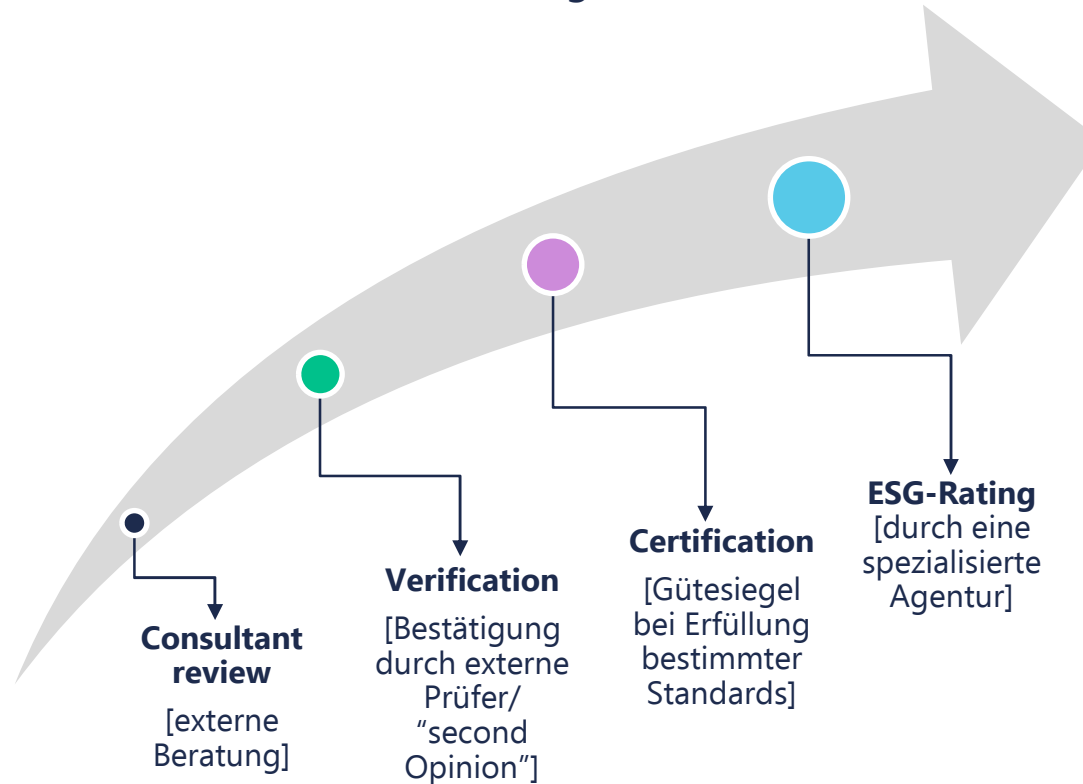 Consultant
review
[externe
Beratung]
Verification
[Bestätigung
durch externe
Prüfer/
“second
Opinion”]
Certification
[Gütesiegel
bei Erfüllung
bestimmter
Standards]
ESG-Rating
[durch eine
spezialisierte
Agentur]